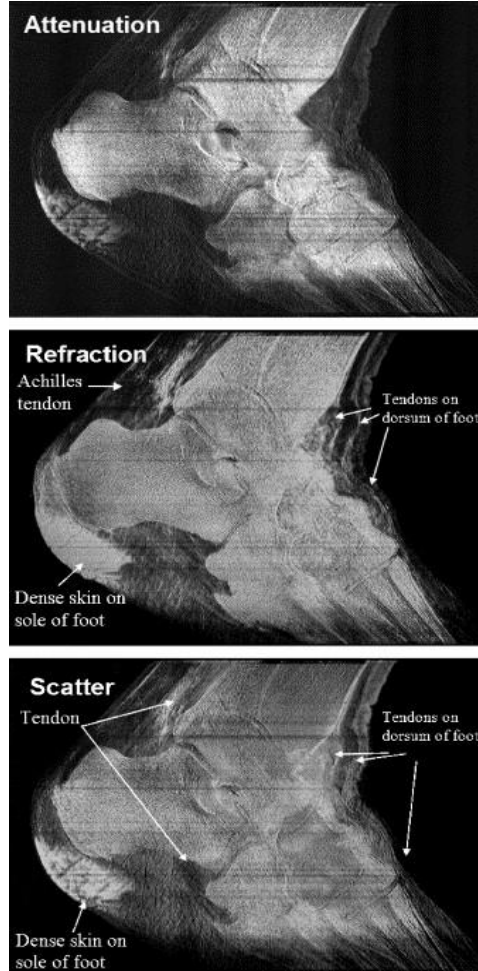 Attenuation
Refraction
Achilles
tendon
Tendons on
dorsum of foot
Dense skin on
sole of foot
Scatter
Tendon
Tendons on
dorsum of foot
Dense skin on
sole of foot